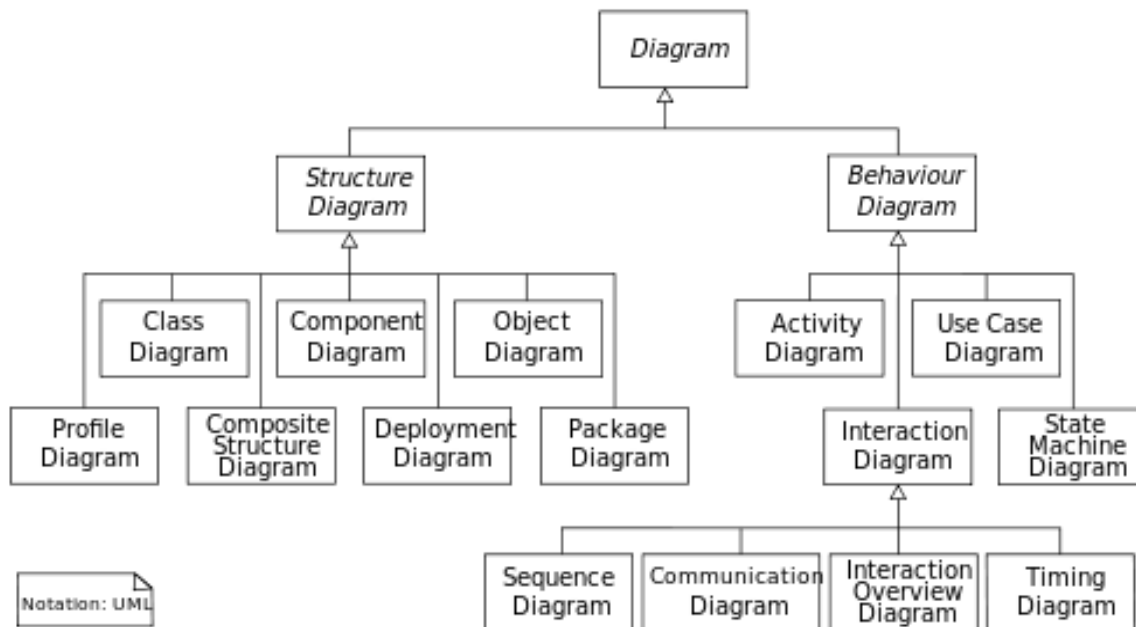 Diagram
Structure
Diagram
Behaviour
Diagram
Class
Diagram
Component
Diagram
Object
Diagram
Activity
Diagram
Use Case
Diagram
Profile
Diagram
Composite
Structure
Diagram
Deployment
Diagram
Package
Diagram
Interaction
Diagram
State
Machine
Diagram
Sequence
Diagram
Communication
Diagram
Interaction
Overview
Diagram
Timing
Diagram
Notation: UML